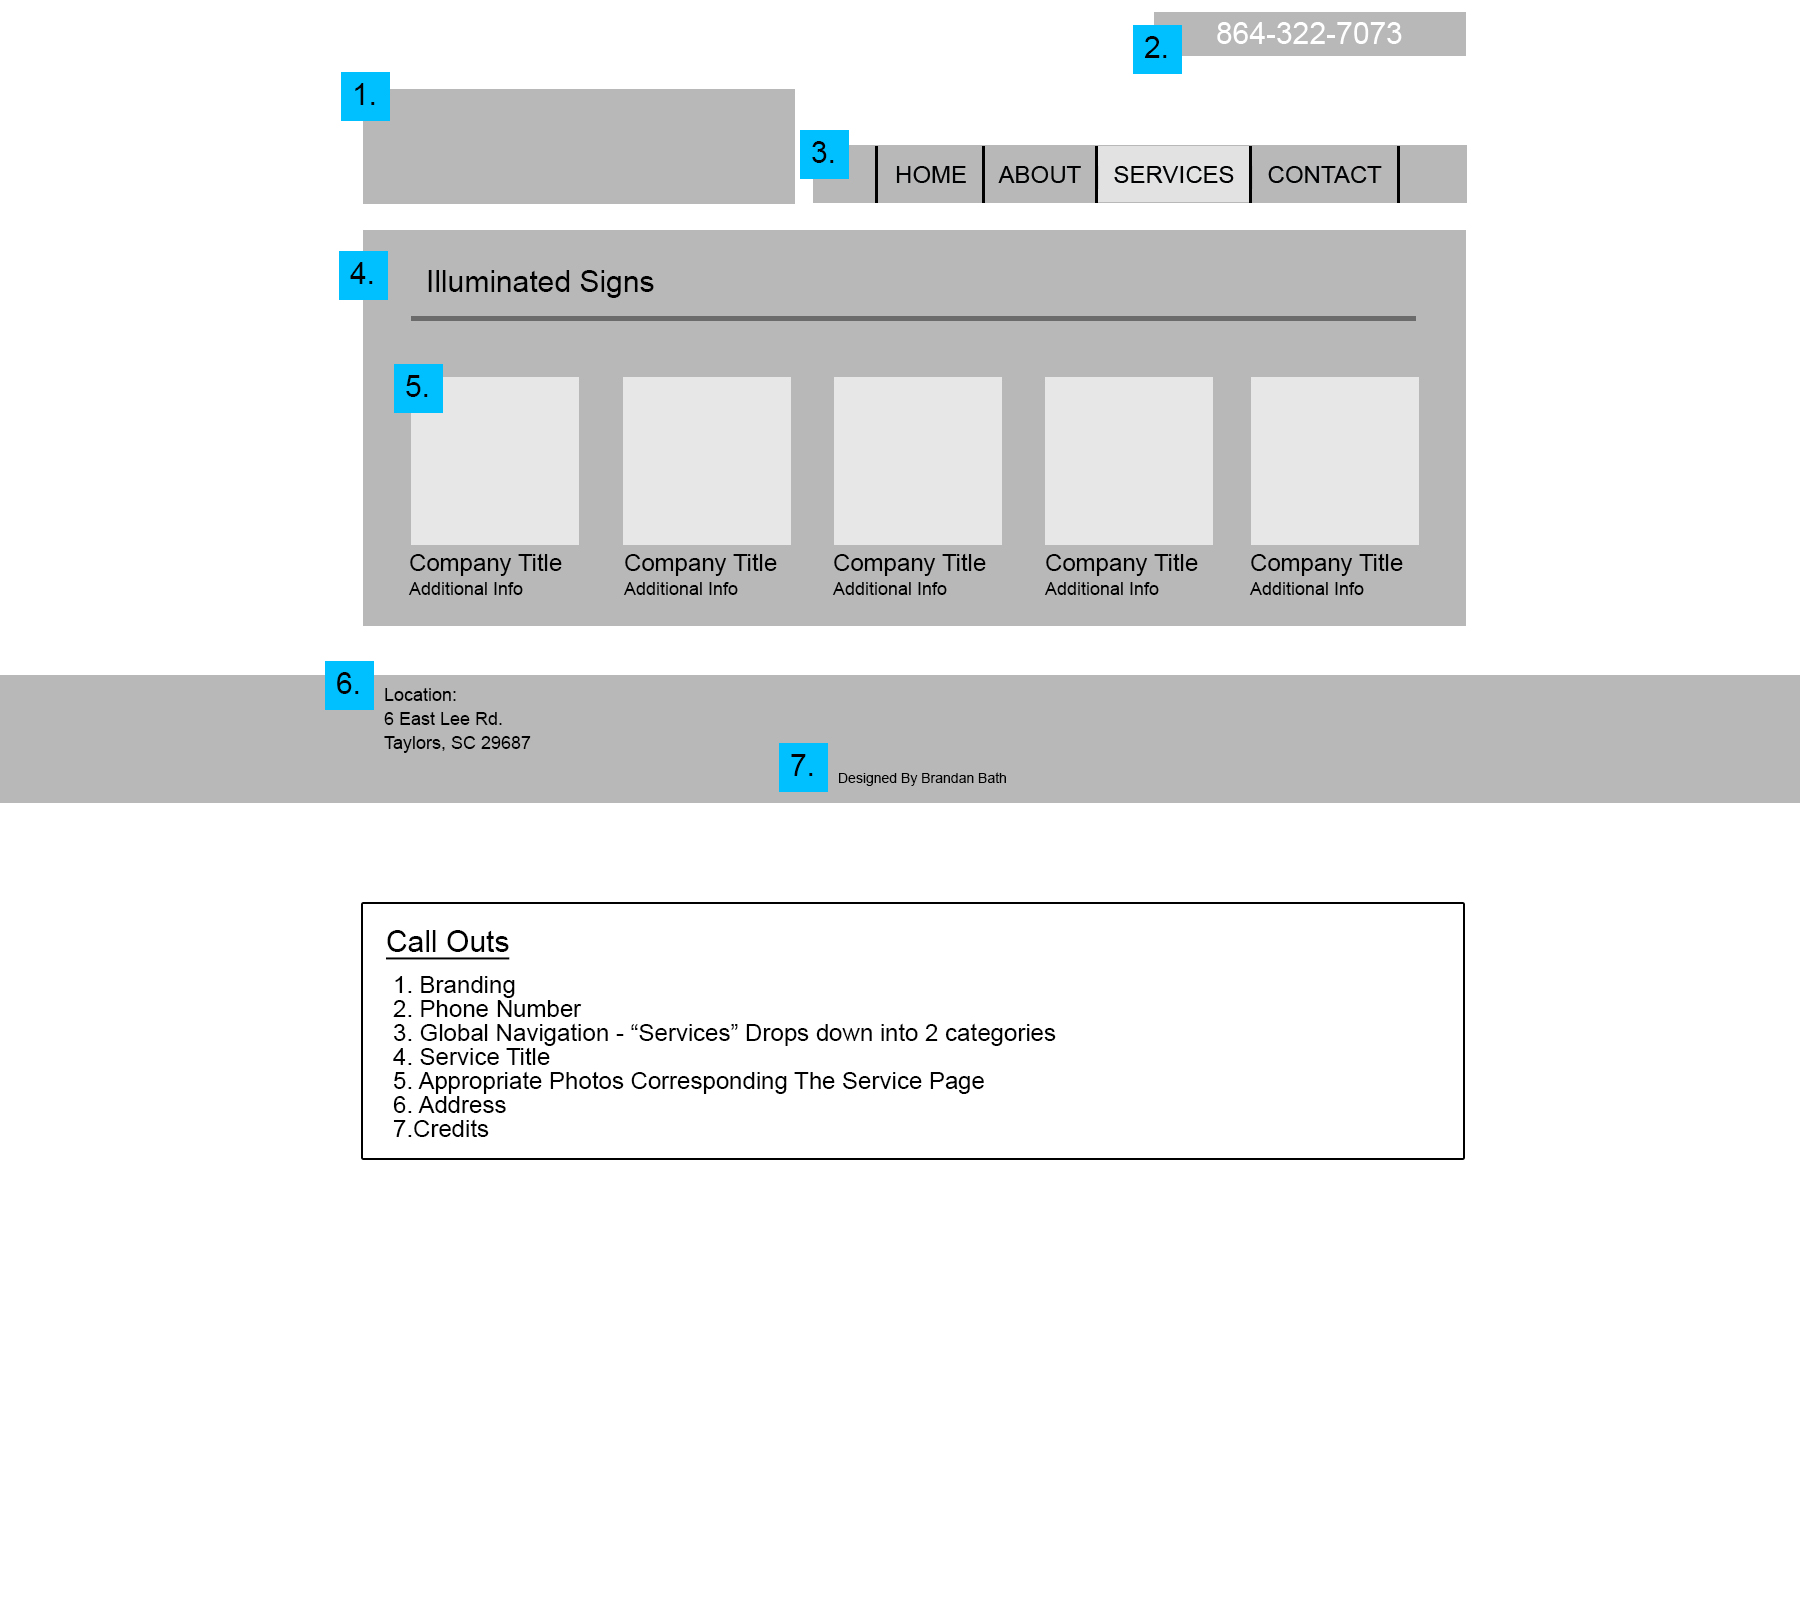 864-322-7073
2.
1.
3.
HOME
ABOUT
SERVICES
CONTACT
4.
Illuminated Signs
5.
Company Title
Additional Info
Company Title
Additional Info
Company Title
Additional Info
Company Title
Additional Info
Company Title
Additional Info
6.
Location:
6 East Lee Rd.
Taylors, SC 29687
7.
Designed By Brandan Bath
Call Outs
1. Branding
2. Phone Number
3. Global Navigation - “Services” Drops down into 2 categories
4. Service Title
5. Appropriate Photos Corresponding The Service Page
6. Address
7.Credits